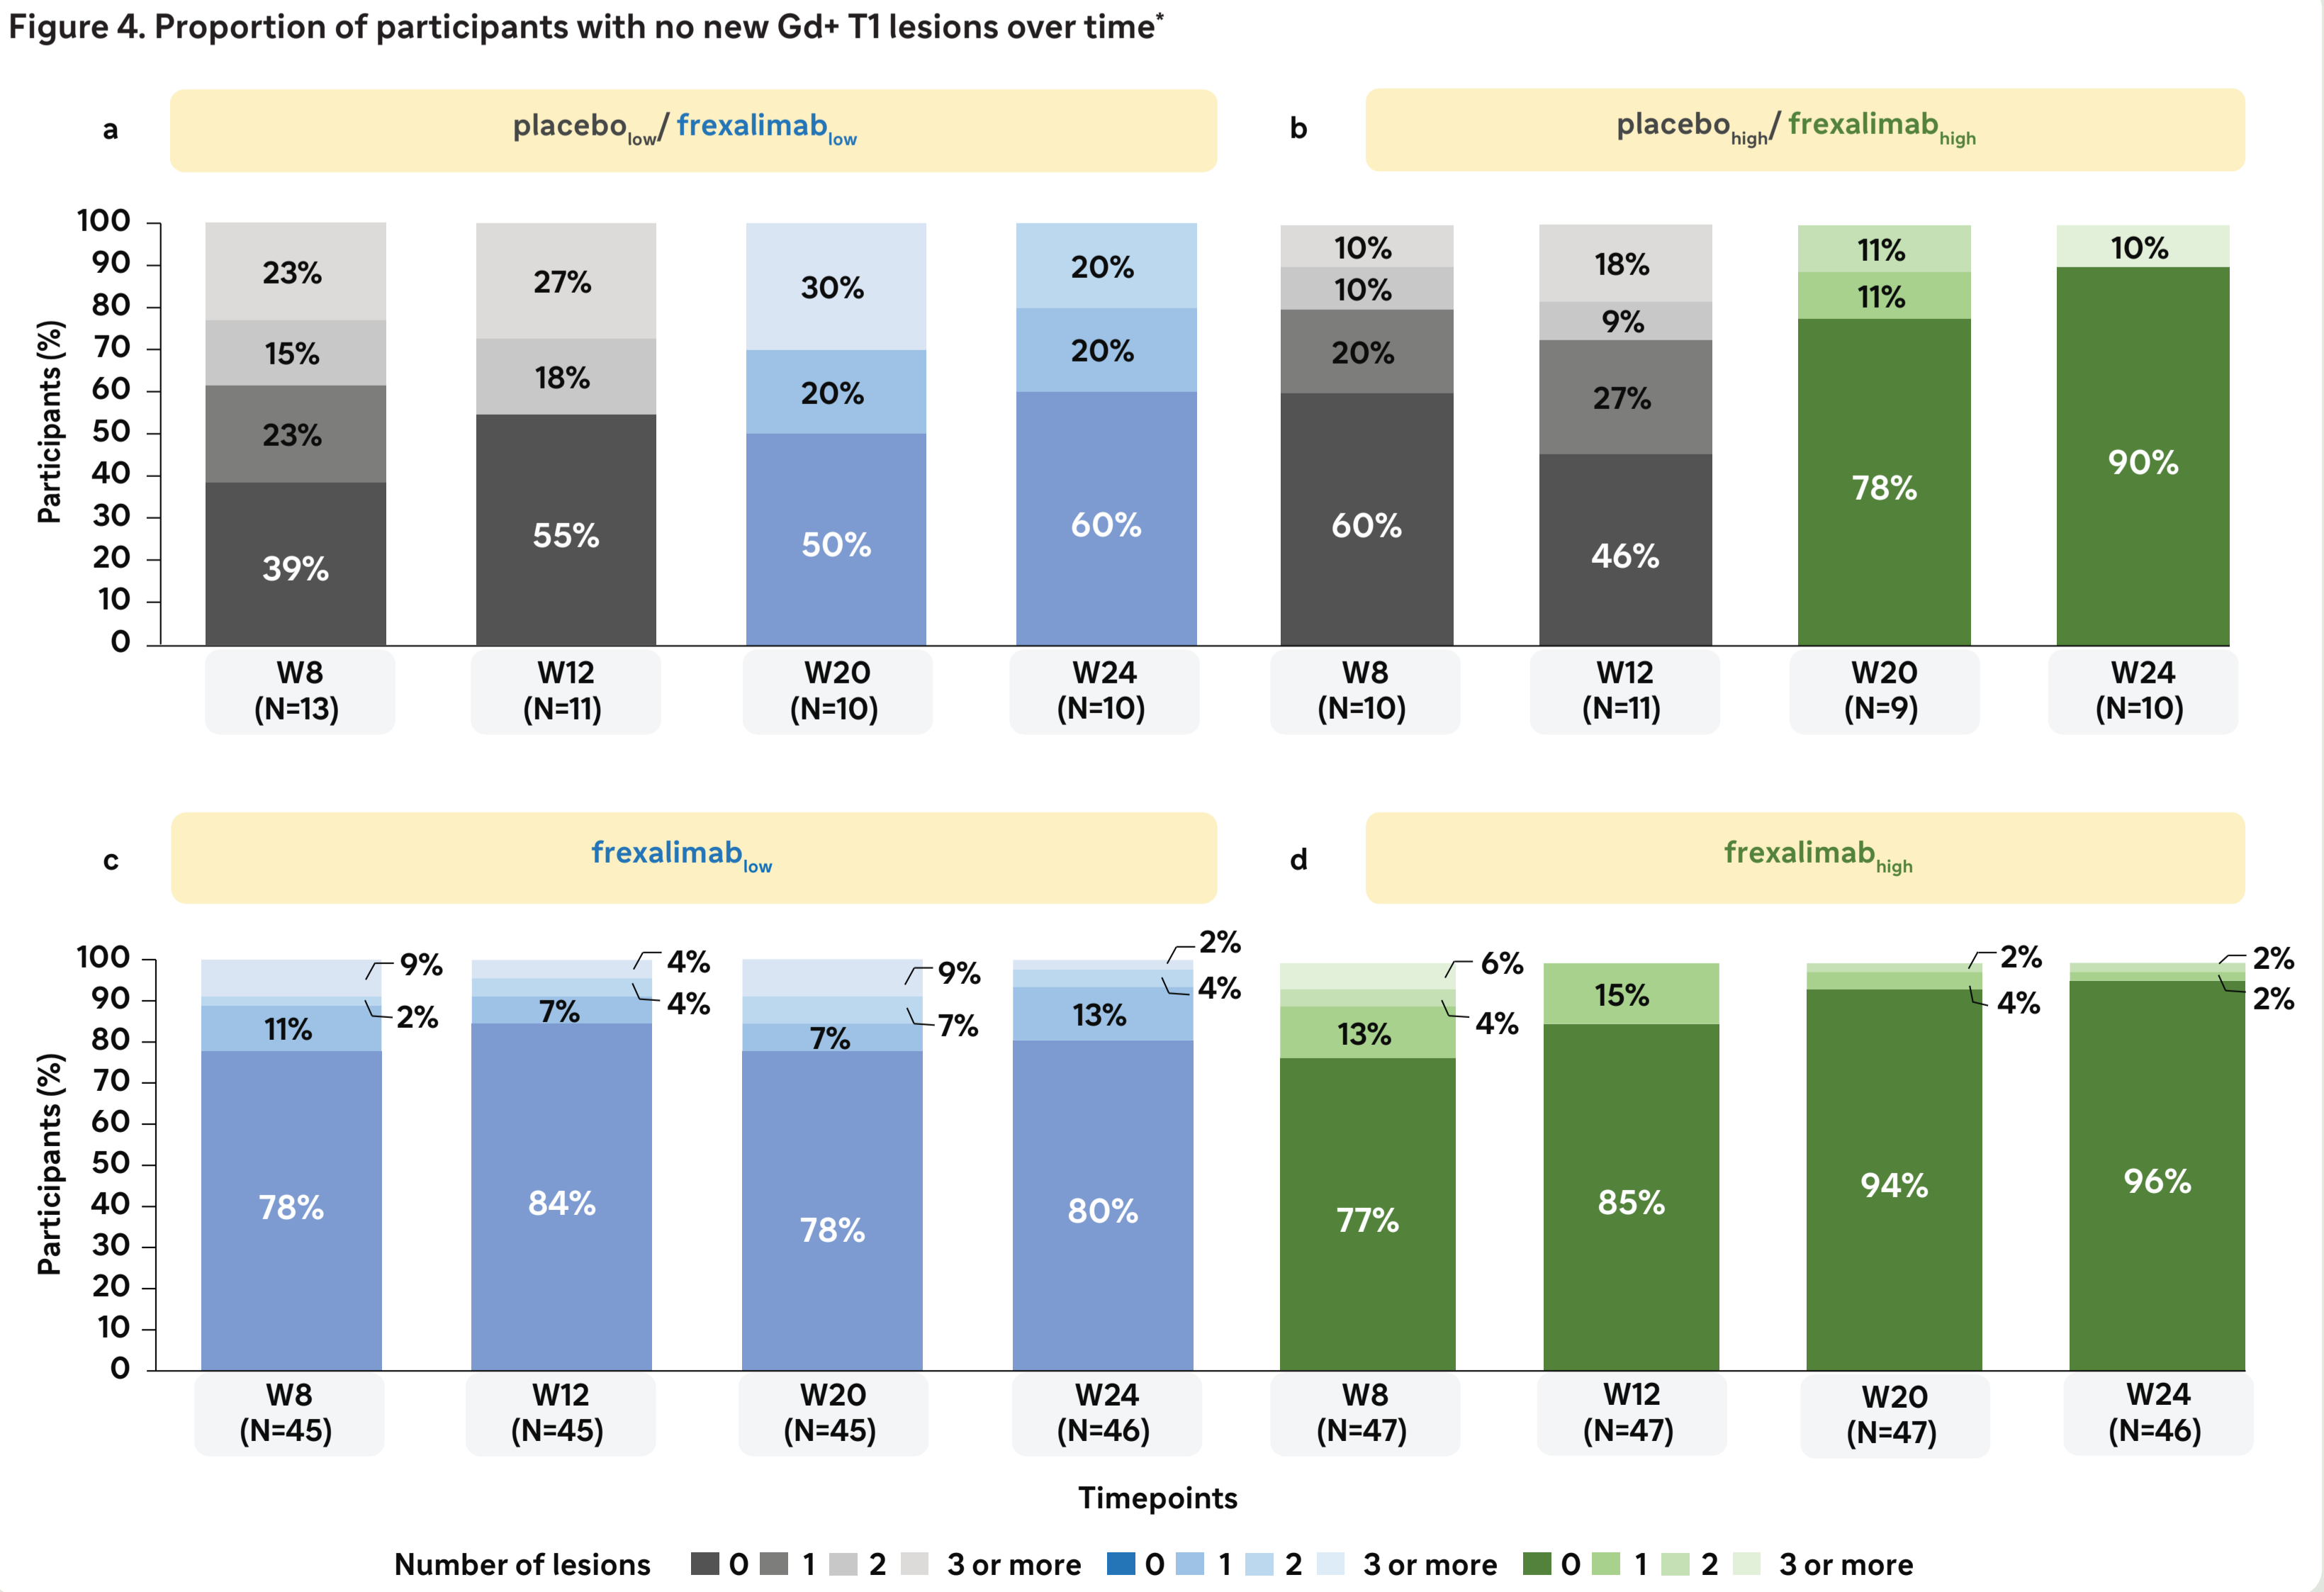 Figure 4. Proportion of participants with no new Gd+ T1 lesions over time*
a
placebolow/ frexalimablow
b
placebohigh/ frexalimabhigh
Participants (%)
100
90
80
70
60
50
40
30
20
10
0
23%
15%
23%
39%
27%
18%
55%
30%
20%
50%
20%
20%
60%
10%
10%
20%
60%
18%
9%
27%
46%
11%
11%
78%
10%
90%
W8
(N=13)
W12
(N=11)
W20
(N=10)
W24
(N=10)
W8
(N=10)
W12
(N=11)
W20
(N=9)
W24
(N=10)
c
frexalimablow
d
frexalimabhigh
Participants (%)
100
90
80
70
60
50
40
30
20
10
0
9%
2%
11%
78%
4%
4%
7%
84%
9%
7%
7%
78%
2%
4%
13%
80%
6%
4%
13%
77%
15%
85%
2%
4%
94%
2%
2%
96%
W8
(N=45)
W12
(N=45)
W20
(N=45)
W24
(N=46)
W8
(N=47)
W12
(N=47)
W20
(N=47)
W24
(N=46)
Timepoints
Number of lesions 0 1 2 3 or more 0 1 2 3 or more 0 1 2 3 or more